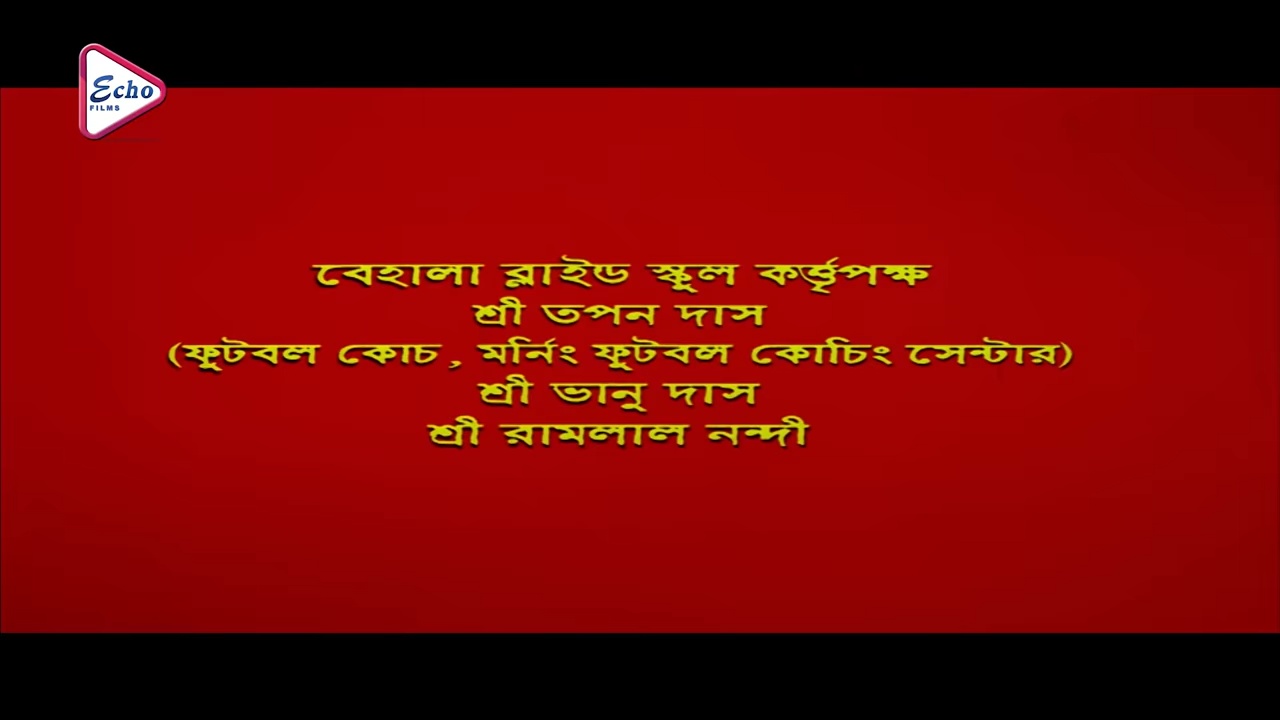 Echo
FILMS
বেহালা ব্লাইন্ড স্কুল কর্ত্তৃপক্ষ
শ্রী তপন দাস
(ফুটবল কোচ, মর্নিং ফুটবল কোচিং সেন্টার)
শ্রী ভানু দাস
শ্রী রামলাল নন্দী